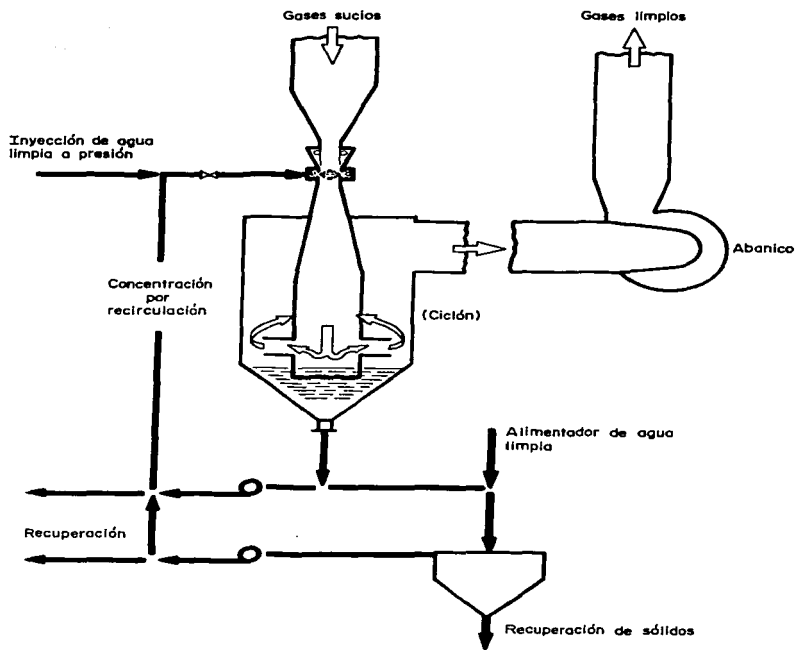 Gases sucios
Gases limpios
Inyección de agua
limpia a presión
Abanico
Concentración
por
recirculación
(Ciclón)
Alimentador de agua
limpia
Recuperación
Recuperación de sólidos